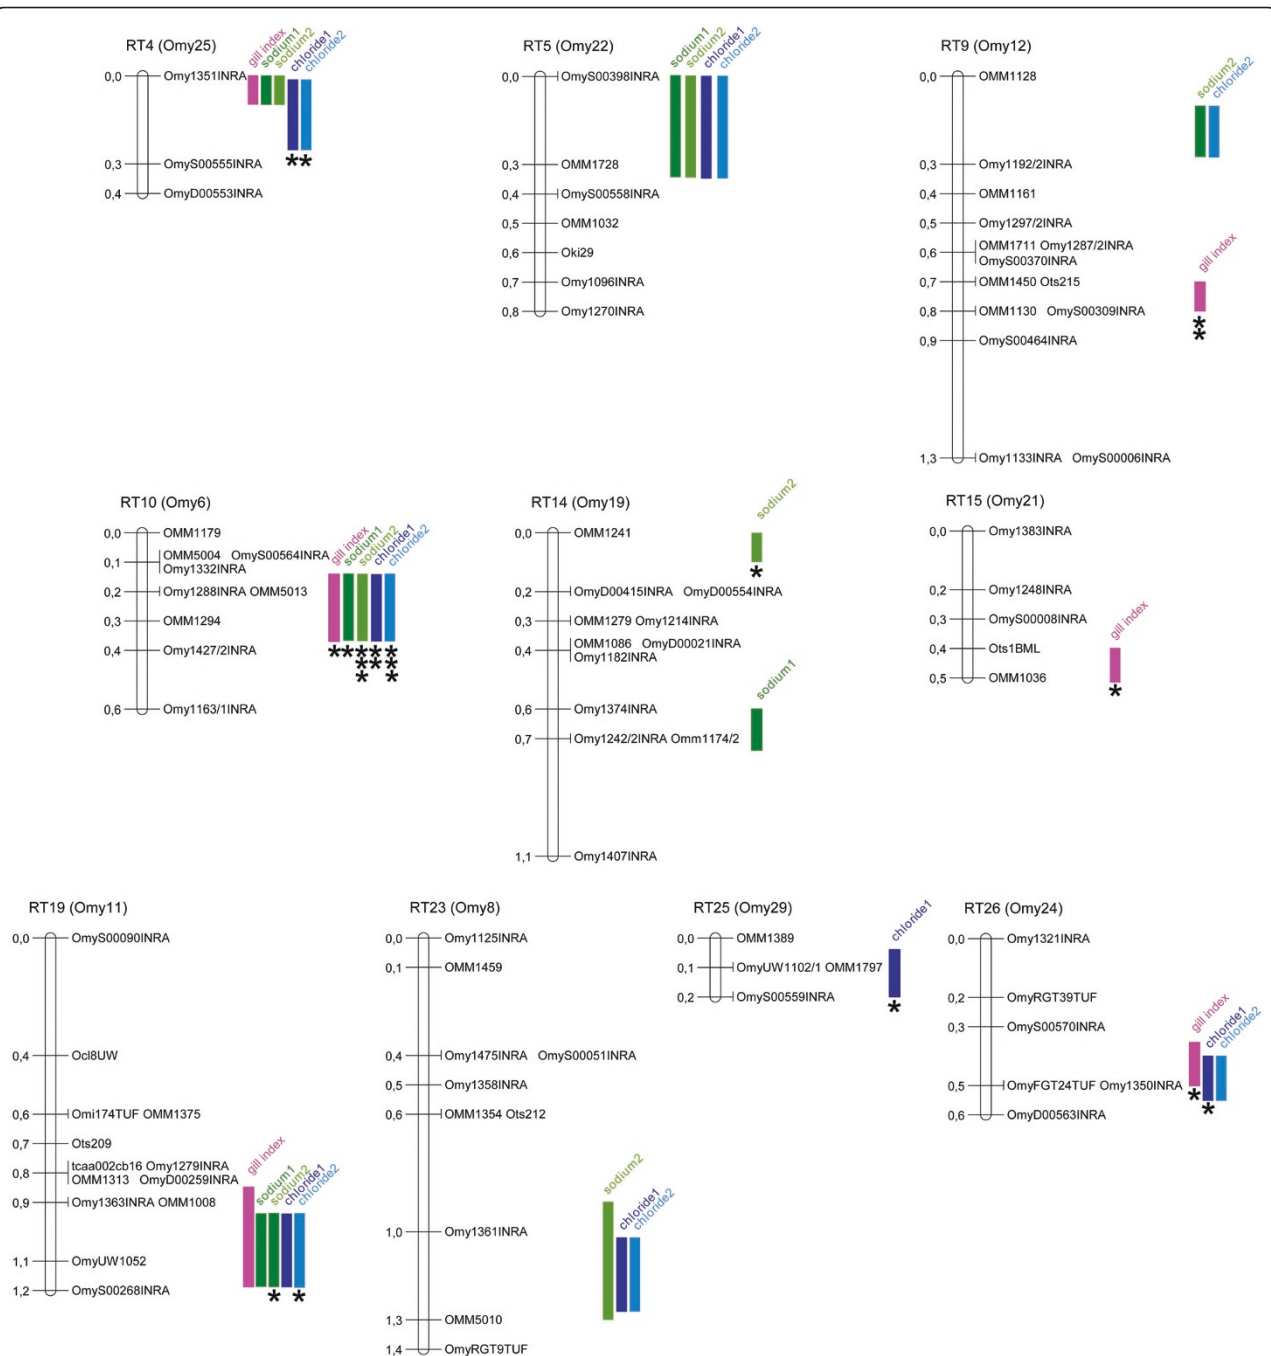 RT4 (Omy25)
gill index
sodium1
sodium2
chloride1
chloride2
0,0 Omy1351INRA
0,3 OmyS00555INRA
**
0,4 OmyD00553INRA
RT5 (Omy22)
sodium1
sodium2
chloride1
chloride2
0,0 OmyS00398INRA
0,3 OMM1728
0,4 OmyS00558INRA
0,5 OMM1032
0,6 Oki29
0,7 Omy1096INRA
0,8 Omy1270INRA
RT9 (Omy12)
sodium2
chloride2
0,0 OMM1128
0,3 Omy1192/2INRA
0,4 OMM1161
0,5 Omy1297/2INRA
0,6 OMM1711 Omy1287/2INRA
OmyS00370INRA
gill index
0,7 OMM1450 Ots215
0,8 OMM1130 OmyS00309INRA
*
*
0,9 OmyS00464INRA
1,3 Omy1133INRA OmyS00006INRA
RT10 (Omy6)
gill index
sodium1
sodium2
chloride1
chloride2
0,0 OMM1179
0,1 OMM5004 OmyS00564INRA
Omy1332INRA
0,2 Omy1288INRA OMM5013
0,3 OMM1294
0,4 Omy1427/2INRA
*****
***
**
0,6 Omy1163/1INRA
RT14 (Omy19)
sodium2
0,0 OMM1241
*
0,2 OmyD00415INRA OmyD00554INRA
0,3 OMM1279 Omy1214INRA
0,4 OMM1086 OmyD00021INRA
Omy1182INRA
sodium1
0,6 Omy1374INRA
0,7 Omy1242/2INRA Omm1174/2
1,1 Omy1407INRA
RT15 (Omy21)
0,0 Omy1383INRA
0,2 Omy1248INRA
0,3 OmyS00008INRA
gill index
0,4 Ots1BML
0,5 OMM1036
*
RT19 (Omy11)
0,0 OmyS00090INRA
0,4 Ocl8UW
0,6 Omi174TUF OMM1375
0,7 Ots209
0,8 tcaa002cb16 Omy1279INRA
OMM1313 OmyD00259INRA
gill index
sodium1
sodium2
chloride1
chloride2
0,9 Omy1363INRA OMM1008
1,1 OmyUW1052
1,2 OmyS00268INRA
* *
RT23 (Omy8)
0,0 Omy1125INRA
0,1 OMM1459
0,4 Omy1475INRA OmyS00051INRA
0,5 Omy1358INRA
0,6 OMM1354 Ots212
sodium2
chloride1
chloride2
1,0 Omy1361INRA
1,3 OMM5010
1,4 OmyRGT9TUF
RT25 (Omy29)
chloride1
0,0 OMM1389
0,1 OmyUW1102/1 OMM1797
0,2 OmyS00559INRA
*
RT26 (Omy24)
0,0 Omy1321INRA
0,2 OmyRGT39TUF
0,3 OmyS00570INRA
gill index
chloride1
chloride2
0,5 OmyFGT24TUF Omy1350INRA
*
*
0,6 OmyD00563INRA